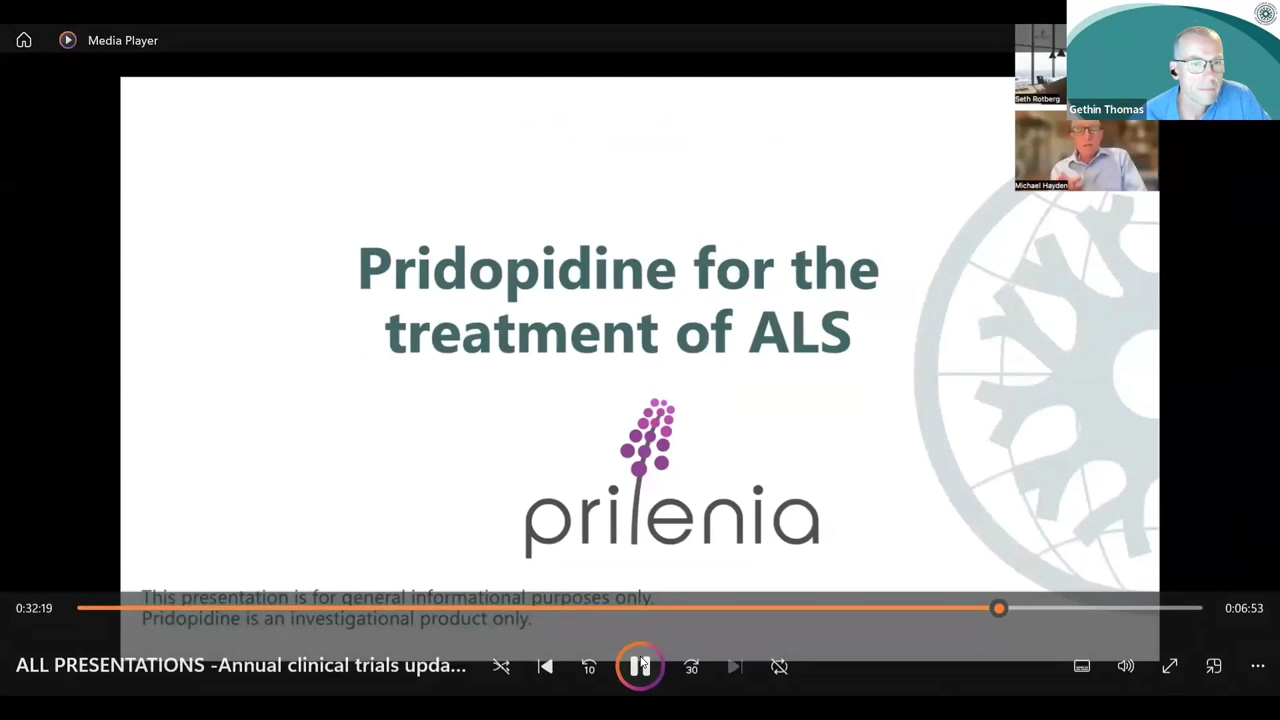 Media Player
Seth Rotberg
Gethin Thomas
Michael Hayden
Pridopidine for the
treatment of ALS
prilenia
This presentation is for general informational purposes only.
Pridopidine is an investigational product only.
0:32:19
0:06:53
ALL PRESENTATIONS -Annual clinical trials upda...
10
30